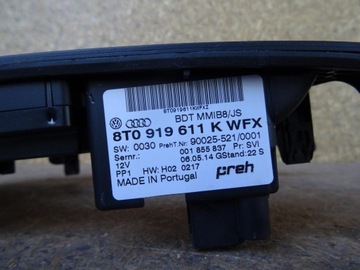 8T0919611KWFXZ
BDT MMIB8/JS
8T0 919 611 K WFX
SW: 0030 PrehT.Nr: 90025-521/0001
Sernr.: 001 855 837 Pr: SVI
12V 06.05.14 GStand: 22 S
PP1 HW: H02 0217
MADE IN Portugal preh